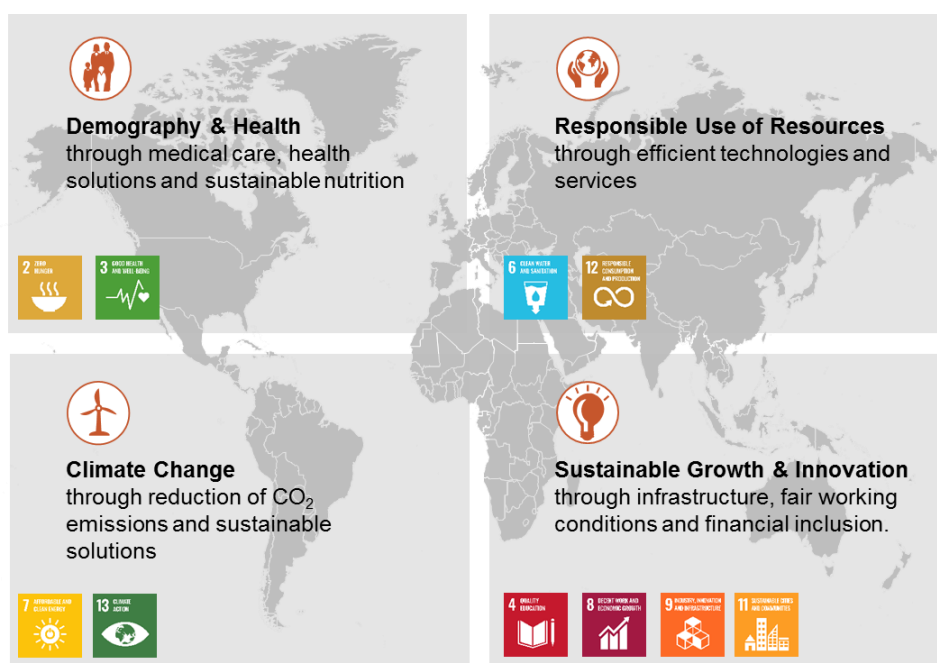 Demography & Health
through medical care, health
solutions and sustainable nutrition
2 ZERO
HUNGER
3 GOOD HEALTH
AND WELL-BEING
Responsible Use of Resources
through efficient technologies and
services
6 CLEAN WATER
AND SANITATION
12 RESPONSIBLE
CONSUMPTION
AND PRODUCTION
Climate Change
through reduction of CO₂
emissions and sustainable
solutions
7 AFFORDABLE AND
CLEAN ENERGY
13 CLIMATE
ACTION
Sustainable Growth & Innovation
through infrastructure, fair working
conditions and financial inclusion.
4 QUALITY
EDUCATION
8 DECENT WORK AND
ECONOMIC GROWTH
9 INDUSTRY, INNOVATION
AND INFRASTRUCTURE
11 SUSTAINABLE CITIES
AND COMMUNITIES